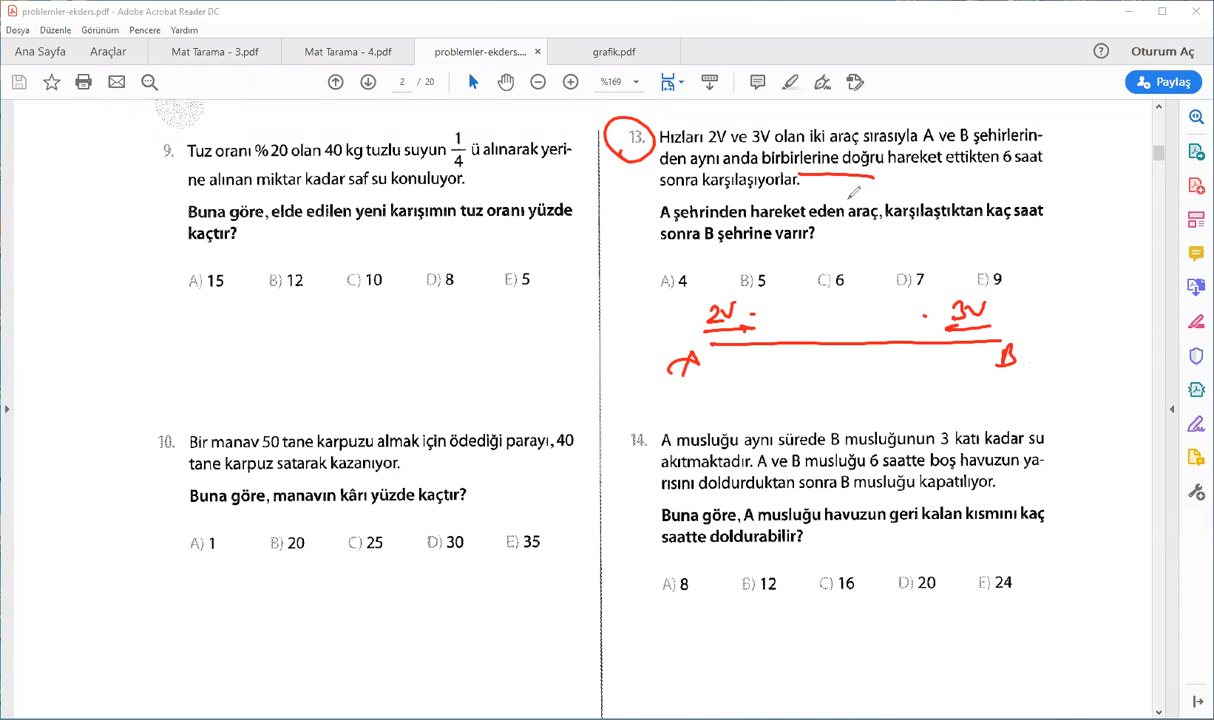 problemler-ekders.pdf - Adobe Acrobat Reader DC
Dosya Düzenle Görünüm Pencere Yardım
Ana Sayfa Araçlar Mat Tarama - 3.pdf Mat Tarama - 4.pdf problemler-ekders.... × grafik.pdf Oturum Aç
2 / 20 %169 Paylaş
9. Tuz oranı %20 olan 40 kg tuzlu suyun 1/4 ü alınarak yeri-
ne alınan miktar kadar saf su konuluyor.
Buna göre, elde edilen yeni karışımın tuz oranı yüzde
kaçtır?
A) 15 B) 12 C) 10 D) 8 E) 5
10. Bir manav 50 tane karpuzu almak için ödediği parayı, 40
tane karpuz satarak kazanıyor.
Buna göre, manavın kârı yüzde kaçtır?
A) 1 B) 20 C) 25 D) 30 E) 35
13. Hızları 2V ve 3V olan iki araç sırasıyla A ve B şehirlerin-
den aynı anda birbirlerine doğru hareket ettikten 6 saat
sonra karşılaşıyorlar.
A şehrinden hareket eden araç, karşılaştıktan kaç saat
sonra B şehrine varır?
A) 4 B) 5 C) 6 D) 7 E) 9
2V 3V
A B
14. A musluğu aynı sürede B musluğunun 3 katı kadar su
akıtmaktadır. A ve B musluğu 6 saatte boş havuzun ya-
rısını doldurduktan sonra B musluğu kapatılıyor.
Buna göre, A musluğu havuzun geri kalan kısmını kaç
saatte doldurabilir?
A) 8 B) 12 C) 16 D) 20 E) 24